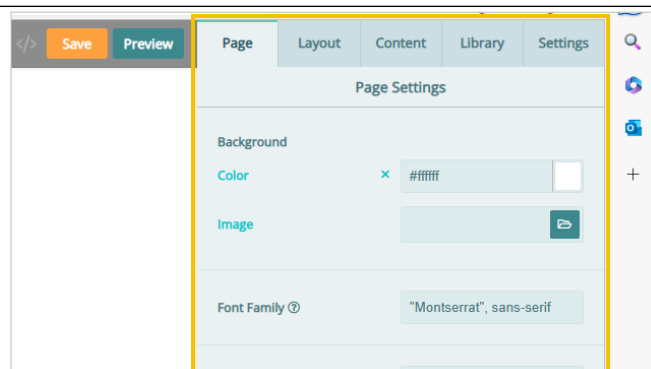 </> Save Preview Page Layout Content Library Settings
Page Settings
Background
Color × #ffffff
Image
Font Family ? "Montserrat", sans-serif